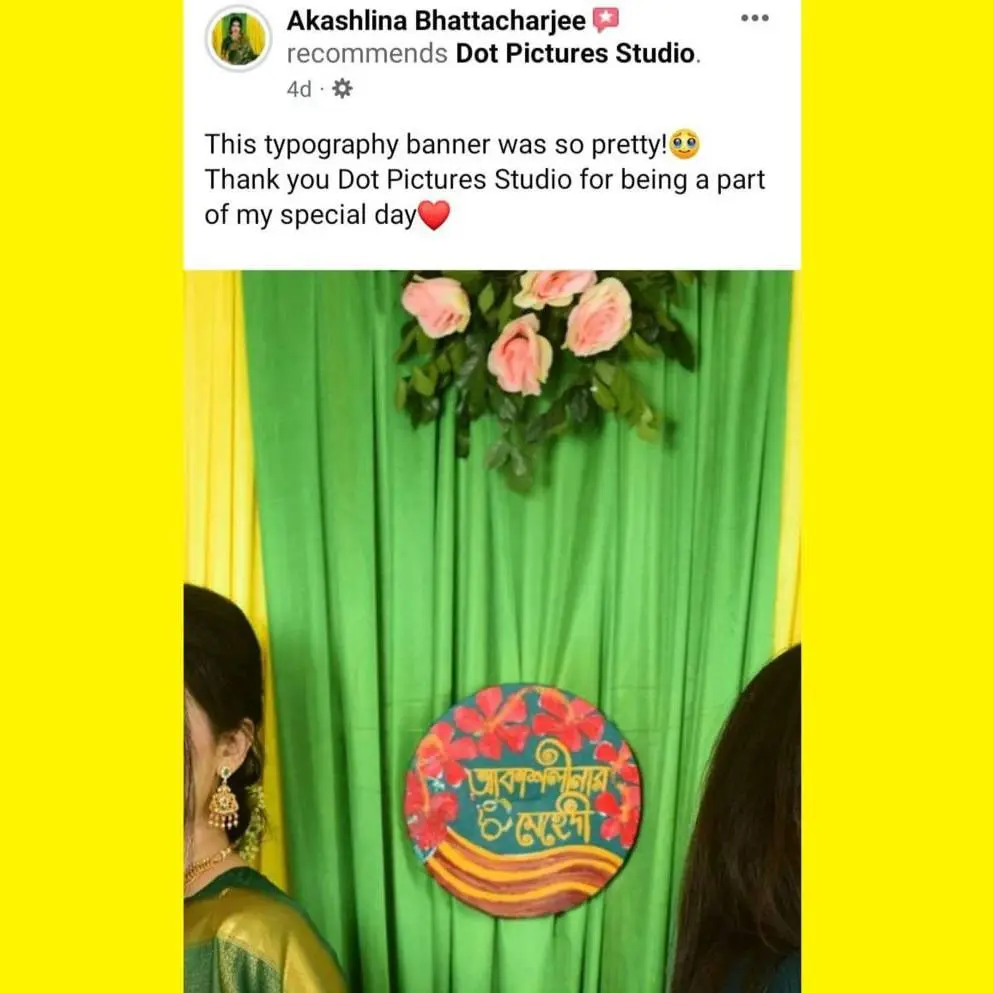 Akashlina Bhattacharjee
recommends Dot Pictures Studio.
4d ·
This typography banner was so pretty!🥹
Thank you Dot Pictures Studio for being a part
of my special day❤️
আকাশলীনার
মেহেদী